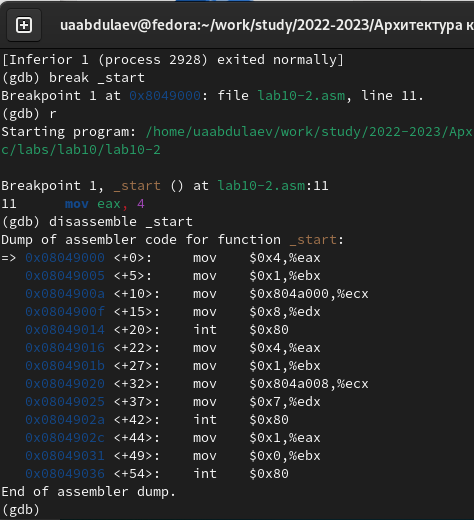 uaabdulaev@fedora:~/work/study/2022-2023/Архитектура к
[Inferior 1 (process 2928) exited normally]
(gdb) break _start
Breakpoint 1 at 0x8049000: file lab10-2.asm, line 11.
(gdb) r
Starting program: /home/uaabdulaev/work/study/2022-2023/Арх
c/labs/lab10/lab10-2
Breakpoint 1, _start () at lab10-2.asm:11
11 mov eax, 4
(gdb) disassemble _start
Dump of assembler code for function _start:
=> 0x08049000 <+0>: mov $0x4,%eax
0x08049005 <+5>: mov $0x1,%ebx
0x0804900a <+10>: mov $0x804a000,%ecx
0x0804900f <+15>: mov $0x8,%edx
0x08049014 <+20>: int $0x80
0x08049016 <+22>: mov $0x4,%eax
0x0804901b <+27>: mov $0x1,%ebx
0x08049020 <+32>: mov $0x804a008,%ecx
0x08049025 <+37>: mov $0x7,%edx
0x0804902a <+42>: int $0x80
0x0804902c <+44>: mov $0x1,%eax
0x08049031 <+49>: mov $0x0,%ebx
0x08049036 <+54>: int $0x80
End of assembler dump.
(gdb)